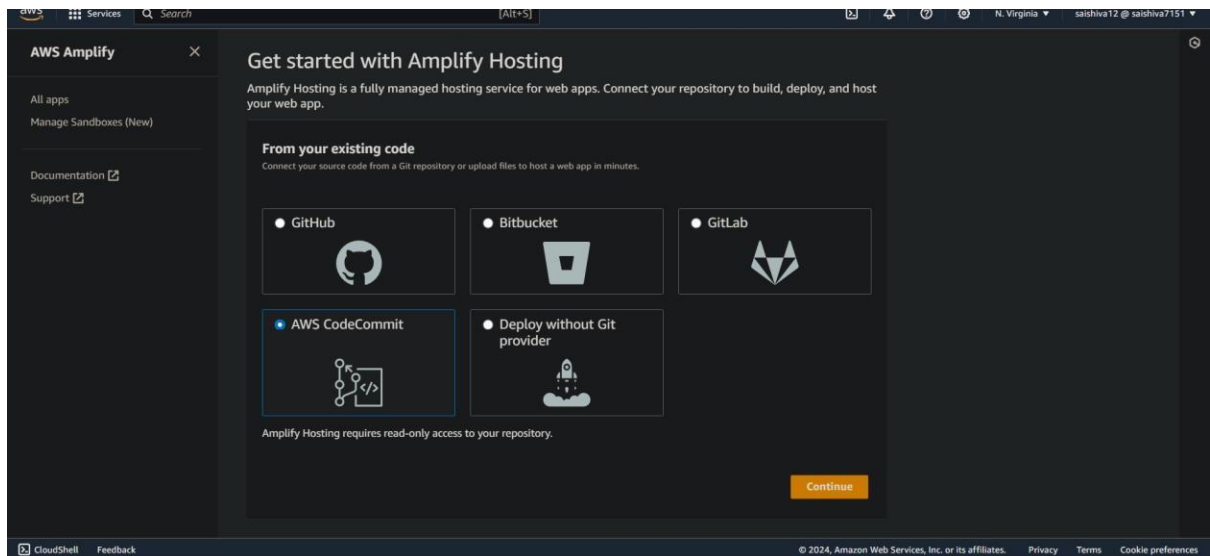 aws
Services
Search
[Alt+S]
N. Virginia ▼
saishiva12 @ saishiva7151 ▼
AWS Amplify
All apps
Manage Sandboxes (New)
Documentation
Support
Get started with Amplify Hosting
Amplify Hosting is a fully managed hosting service for web apps. Connect your repository to build, deploy, and host
your web app.
From your existing code
Connect your source code from a Git repository or upload files to host a web app in minutes.
GitHub
Bitbucket
GitLab
AWS CodeCommit
Deploy without Git
provider
Amplify Hosting requires read-only access to your repository.
Continue
CloudShell
Feedback
© 2024, Amazon Web Services, Inc. or its affiliates.
Privacy
Terms
Cookie preferences